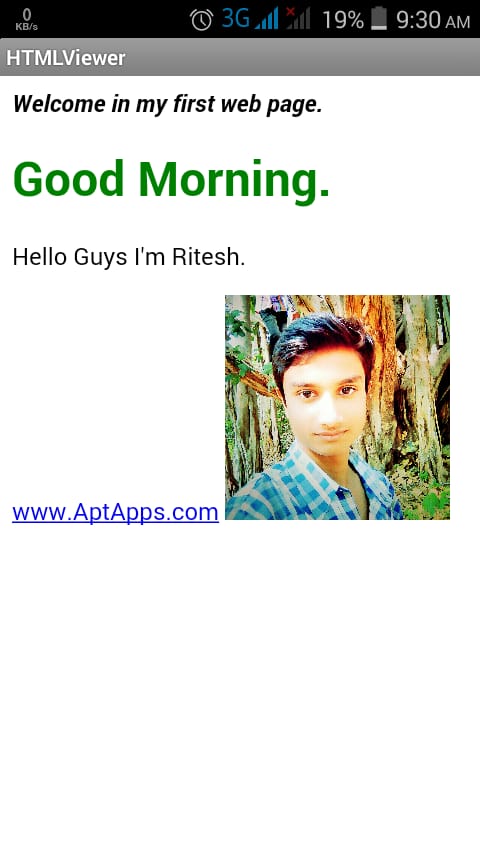 0
KB/s
3G
19%
9:30 AM
HTMLViewer
Welcome in my first web page.
Good Morning.
Hello Guys I'm Ritesh.
www.AptApps.com